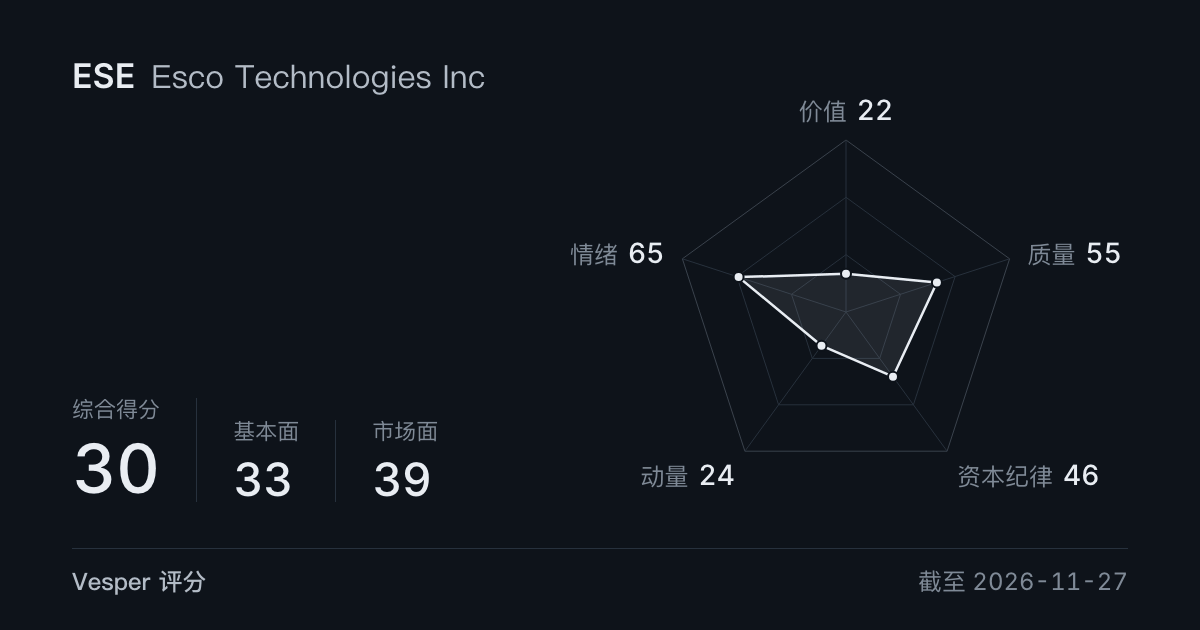 ESE Esco Technologies Inc
价值 22
情绪 65
质量 55
动量 24
资本纪律 46
综合得分
30
基本面
33
市场面
39
Vesper 评分
截至 2026-11-27